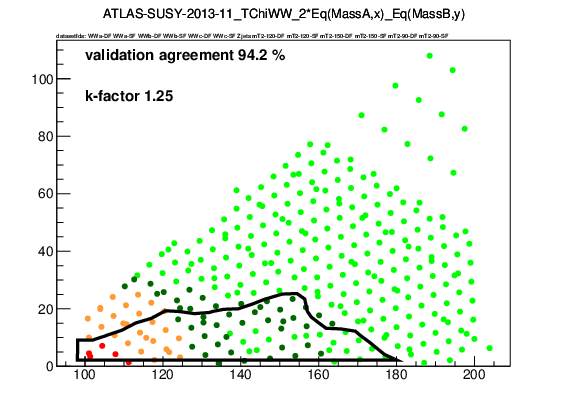 ATLAS-SUSY-2013-11_TChiWW_2*Eq(MassA,x)_Eq(MassB,y)
datasetIds: WWa-DF WWa-SF WWb-DF WWb-SF WWc-DF WWc-SF Zjets mT2-120-DF mT2-120-SF mT2-150-DF mT2-150-SF mT2-90-DF mT2-90-SF
validation agreement 94.2 %
k-factor 1.25
100
80
60
40
20
0
100 120 140 160 180 200